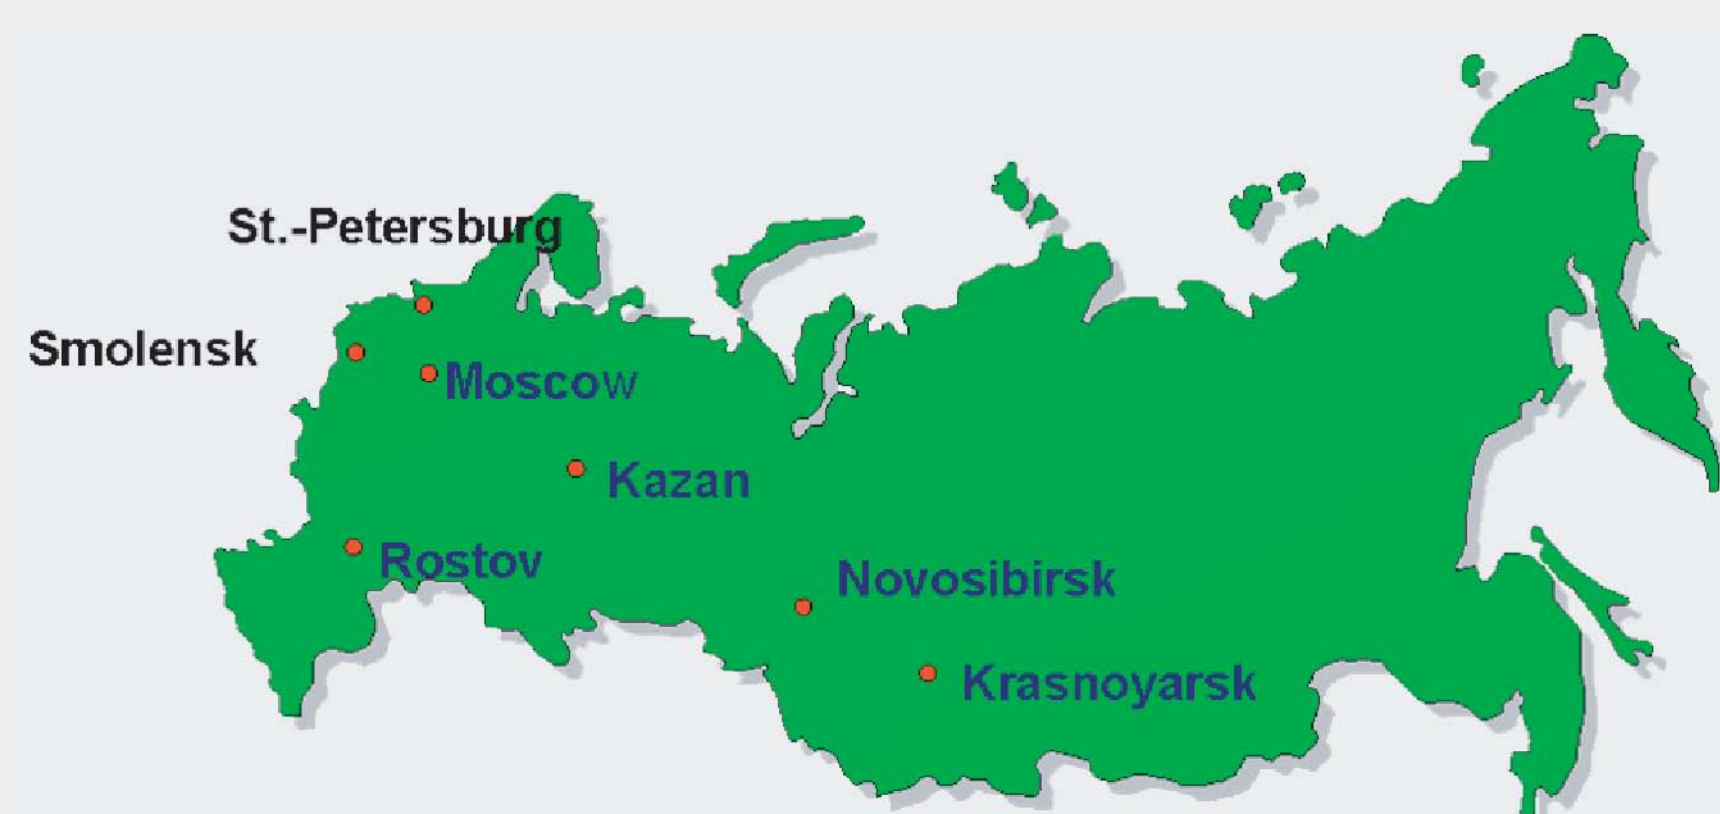 St.-Petersburg
Smolensk
Moscow
Kazan
Rostov
Novosibirsk
Krasnoyarsk